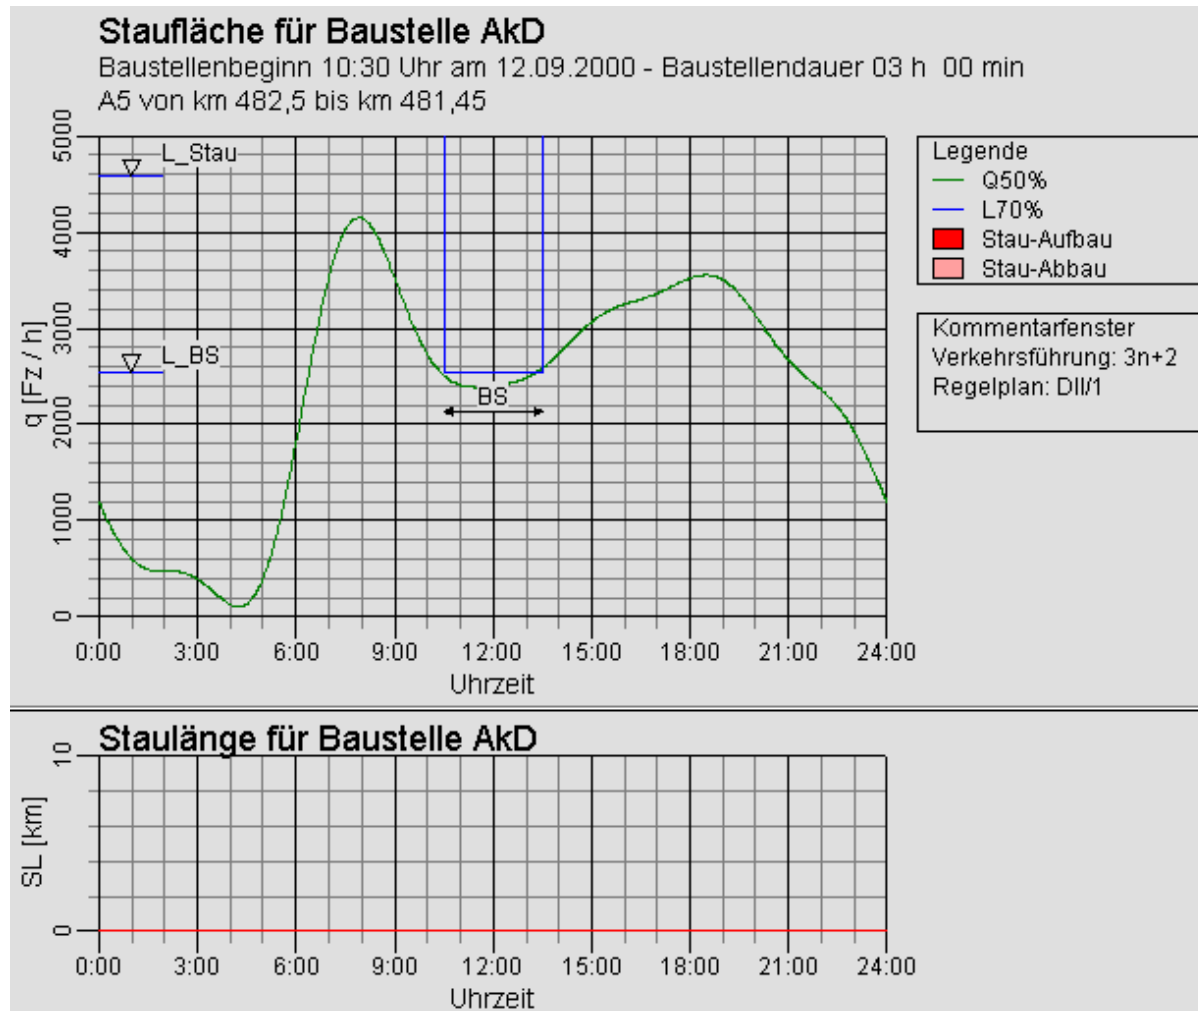 Staufläche für Baustelle AkD
Baustellenbeginn 10:30 Uhr am 12.09.2000 - Baustellendauer 03 h  00 min
A5 von km 482,5 bis km 481,45
q [Fz / h]
5000
4000
3000
2000
1000
0
L_Stau
L_BS
BS
0:00 3:00 6:00 9:00 12:00 15:00 18:00 21:00 24:00
Uhrzeit
Legende
Q50%
L70%
Stau-Aufbau
Stau-Abbau
Kommentarfenster
Verkehrsführung: 3n+2
Regelplan: DII/1
Staulänge für Baustelle AkD
SL [km]
10
0
0:00 3:00 6:00 9:00 12:00 15:00 18:00 21:00 24:00
Uhrzeit